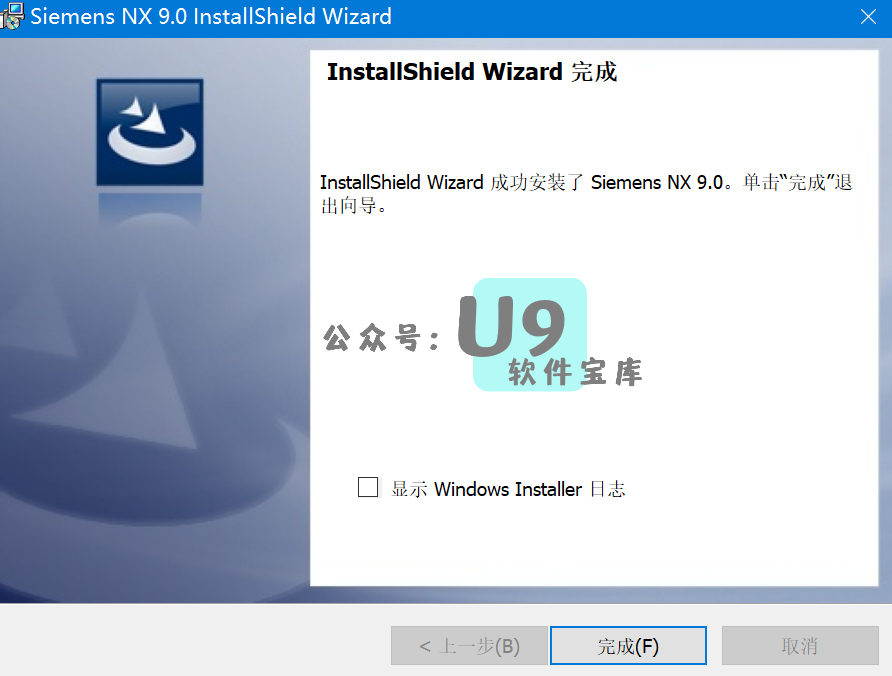 Siemens NX 9.0 InstallShield Wizard
InstallShield Wizard 完成
InstallShield Wizard 成功安装了 Siemens NX 9.0。单击“完成”退
出向导。
公众号：U9
软件宝库
显示 Windows Installer 日志
< 上一步(B) 完成(F) 取消